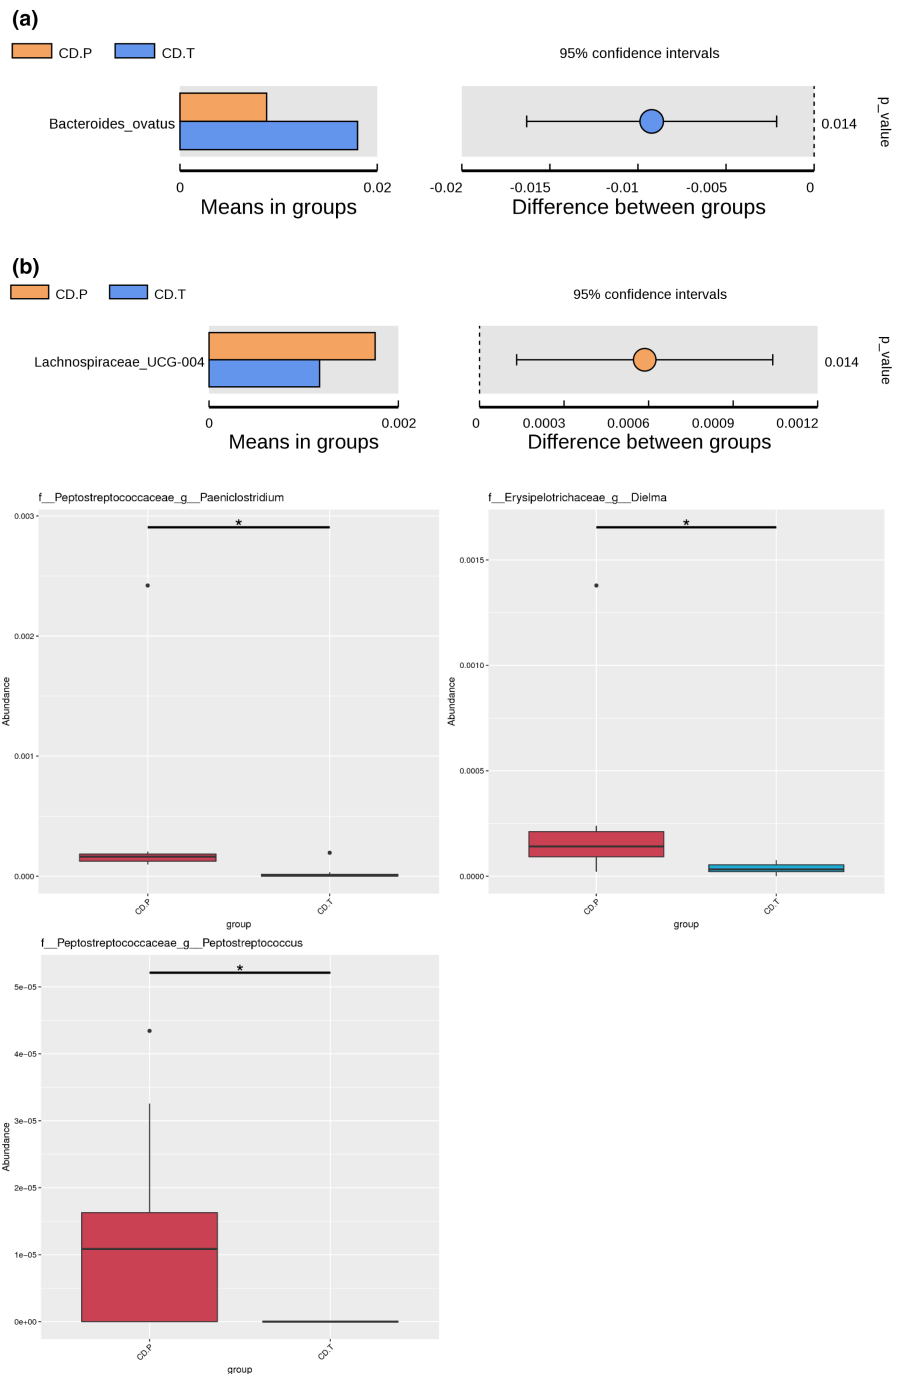 (a)
CD.P CD.T 95% confidence intervals
Bacteroides_ovatus 0.014 p_value
0 0.02 -0.02 -0.015 -0.01 -0.005 0
Means in groups Difference between groups
(b)
CD.P CD.T 95% confidence intervals
Lachnospiraceae_UCG-004 0.014 p_value
0 0.002 0 0.0003 0.0006 0.0009 0.0012
Means in groups Difference between groups
f__Peptostreptococcaceae_g__Paeniclostridium
*
0.003
0.002
0.001
0.000
Abundance
CD.P CD.T
group
f__Erysipelotrichaceae_g__Dielma
*
0.0015
0.0010
0.0005
0.0000
Abundance
CD.P CD.T
group
f__Peptostreptococcaceae_g__Peptostreptococcus
*
5e-05
4e-05
3e-05
2e-05
1e-05
0e+00
Abundance
CD.P CD.T
group